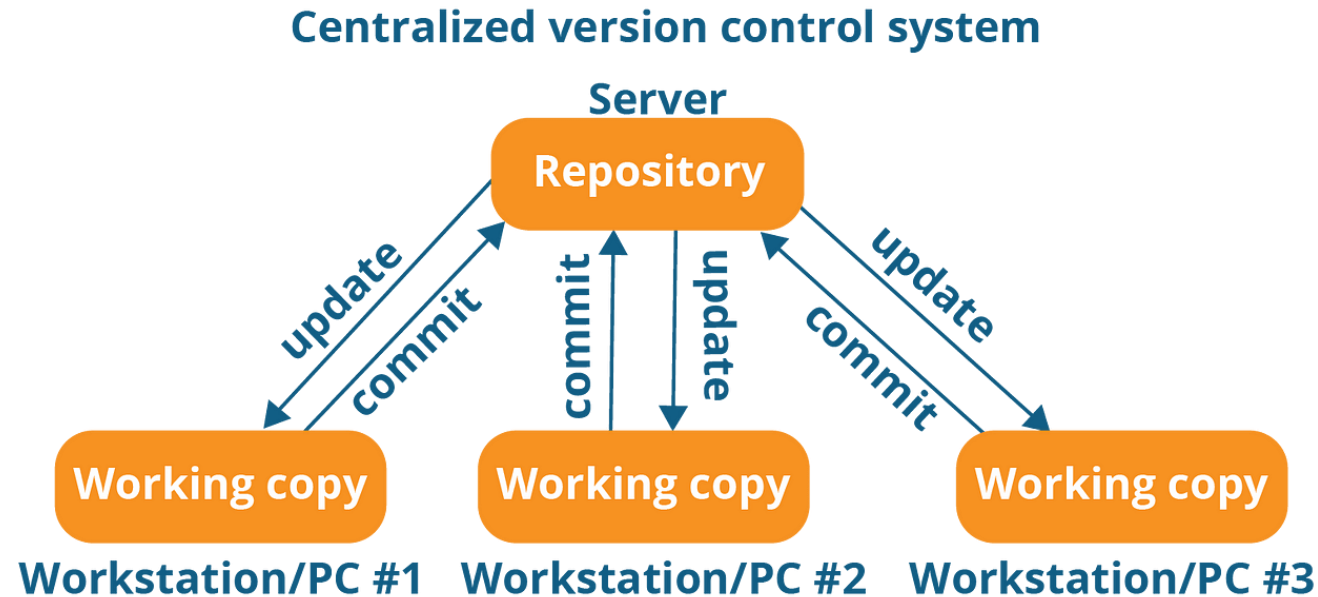 Centralized version control system
Server
Repository
update
commit
commit
update
update
commit
Working copy
Working copy
Working copy
Workstation/PC #1
Workstation/PC #2
Workstation/PC #3